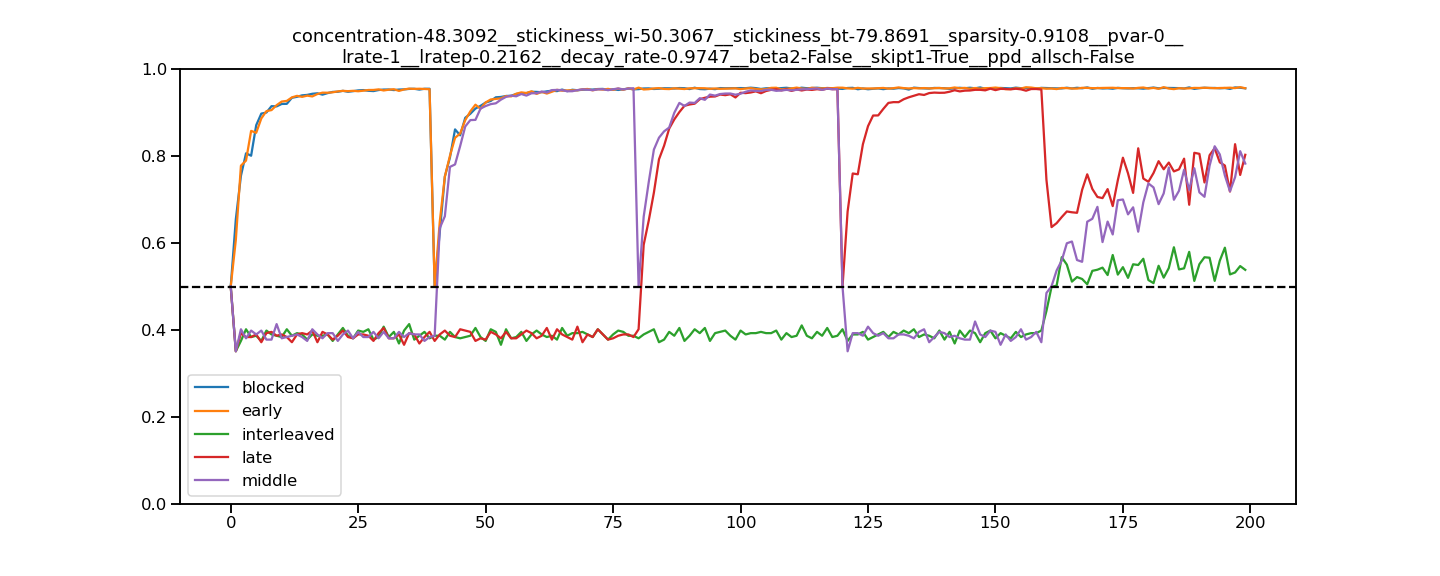 concentration-48.3092__stickiness_wi-50.3067__stickiness_bt-79.8691__sparsity-0.9108__pvar-0__
lrate-1__lratep-0.2162__decay_rate-0.9747__beta2-False__skipt1-True__ppd_allsch-False
1.0
0.8
0.6
0.4
0.2
0.0
blocked
early
interleaved
late
middle
0 25 50 75 100 125 150 175 200